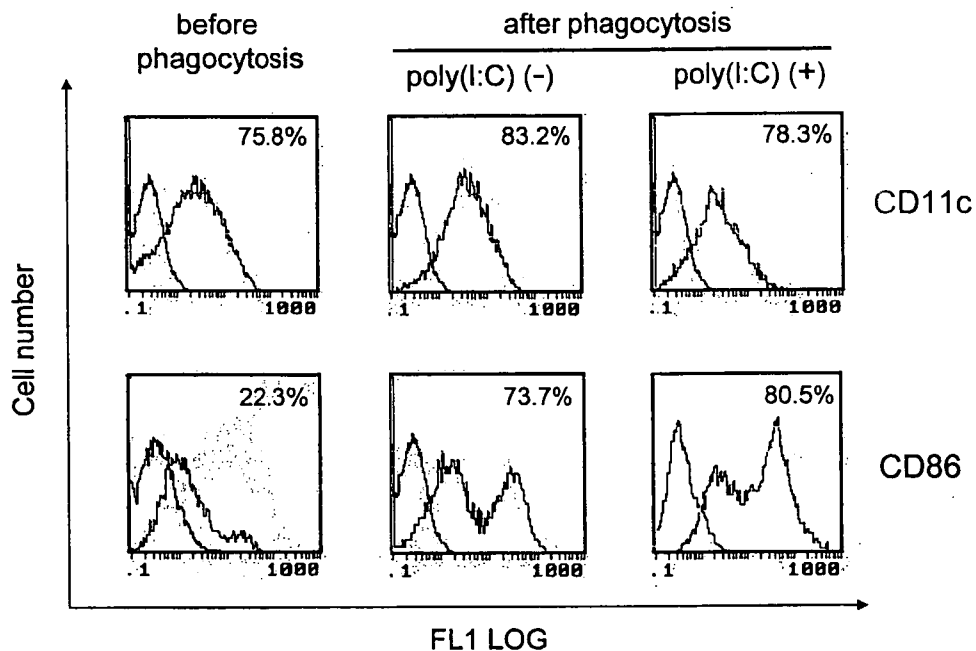 before
phagocytosis
after phagocytosis
poly(I:C) (-)
poly(I:C) (+)
75.8%
83.2%
78.3%
CD11c
.1 1000
.1 1000
.1 1000
Cell number
22.3%
73.7%
80.5%
CD86
.1 1000
.1 1000
.1 1000
FL1 LOG